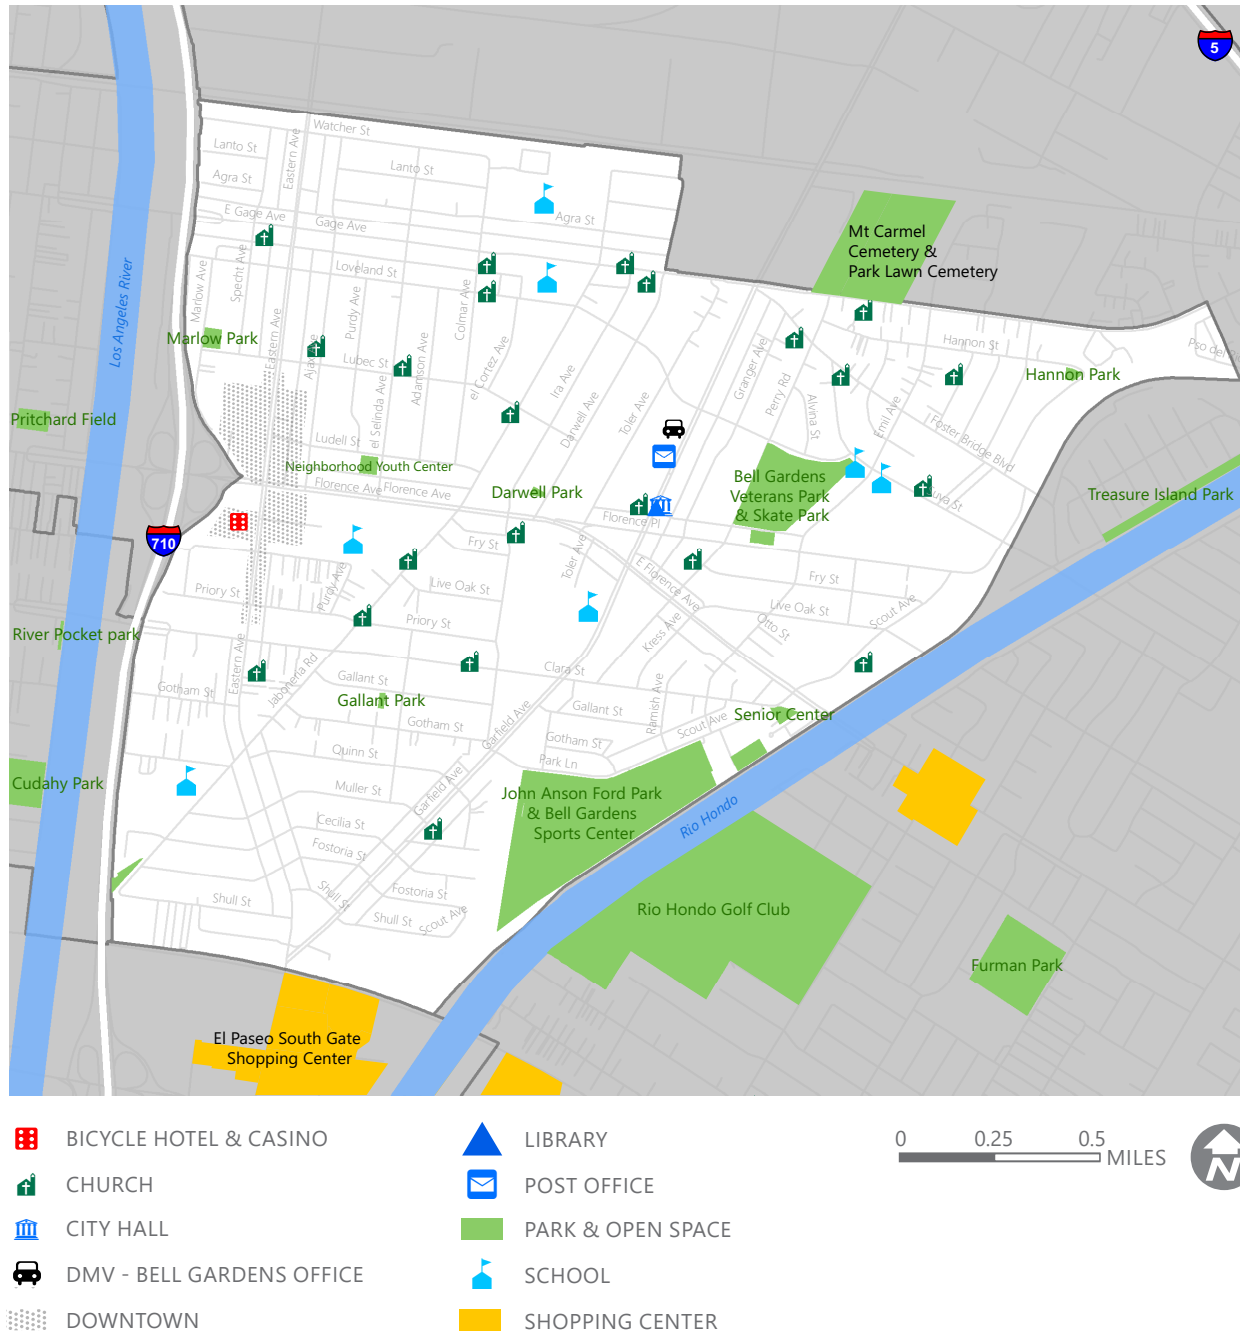 5
Watcher St
Lanto St
Eastern Ave
Lanto St
Agra St
E Gage Ave
Gage Ave
Agra St
Mt Carmel
Cemetery &
Park Lawn Cemetery
Los Angeles River
Marlow Ave
Specht Ave
Loveland St
Purdy Ave
Colmar Ave
Marlow Park
Eastern Ave
Lubec St
Adamson Ave
el Cortez Ave
Ira Ave
Darwell Ave
Toler Ave
Granger Ave
Perry Rd
Alvina St
Emil Ave
Hannon St
Hannon Park
Foster Bridge Blvd
Pritchard Field
Ludell St
el Selinda Ave
Neighborhood Youth Center
Florence Ave
Florence Ave
Darwell Park
Bell Gardens
Veterans Park
& Skate Park
Treasure Island Park
Florence Pl
710
Fry St
Toler Ave
E Florence Ave
Fry St
Priory St
Purdy Ave
Live Oak St
Live Oak St
Scout Ave
River Pocket park
Priory St
Kress Ave
Otto St
Eastern Ave
Jaboneria Rd
Clara St
Gotham St
Gallant St
Gallant Park
Gallant St
Ramish Ave
Scout Ave
Senior Center
Gotham St
Garfield Ave
Gotham St
Quinn St
Park Ln
Cudahy Park
Muller St
Garfield Ave
John Anson Ford Park
& Bell Gardens
Sports Center
Rio Hondo
Cecilia St
Fostoria St
Shull St
Shull St
Fostoria St
Shull St
Scout Ave
Rio Hondo Golf Club
Furman Park
El Paseo South Gate
Shopping Center
BICYCLE HOTEL & CASINO
CHURCH
CITY HALL
DMV - BELL GARDENS OFFICE
DOWNTOWN
LIBRARY
POST OFFICE
PARK & OPEN SPACE
SCHOOL
SHOPPING CENTER
0 0.25 0.5
MILES
N